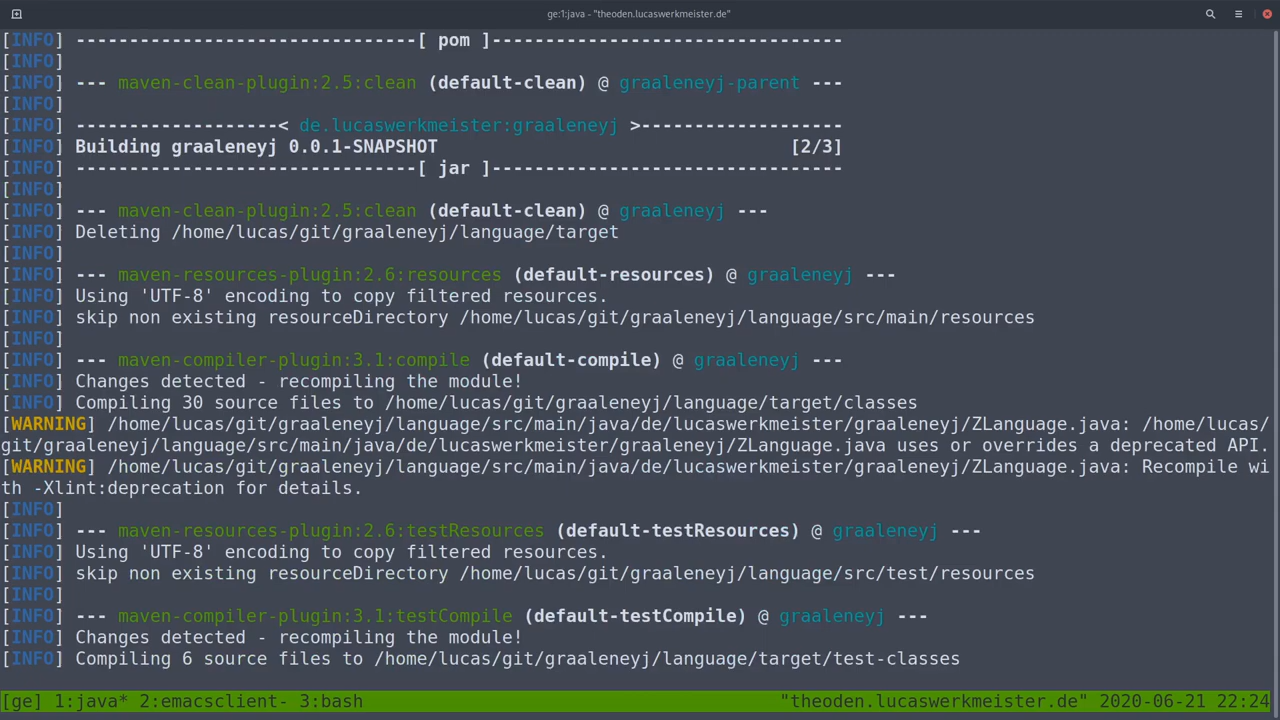 ge:1:java - "theoden.lucaswerkmeister.de"
[INFO] --------------------------------[ pom ]---------------------------------
[INFO]
[INFO] --- maven-clean-plugin:2.5:clean (default-clean) @ graaleneyj-parent ---
[INFO]
[INFO] -------------------< de.lucaswerkmeister:graaleneyj >-------------------
[INFO] Building graaleneyj 0.0.1-SNAPSHOT                                 [2/3]
[INFO] --------------------------------[ jar ]---------------------------------
[INFO]
[INFO] --- maven-clean-plugin:2.5:clean (default-clean) @ graaleneyj ---
[INFO] Deleting /home/lucas/git/graaleneyj/language/target
[INFO]
[INFO] --- maven-resources-plugin:2.6:resources (default-resources) @ graaleneyj ---
[INFO] Using 'UTF-8' encoding to copy filtered resources.
[INFO] skip non existing resourceDirectory /home/lucas/git/graaleneyj/language/src/main/resources
[INFO]
[INFO] --- maven-compiler-plugin:3.1:compile (default-compile) @ graaleneyj ---
[INFO] Changes detected - recompiling the module!
[INFO] Compiling 30 source files to /home/lucas/git/graaleneyj/language/target/classes
[WARNING] /home/lucas/git/graaleneyj/language/src/main/java/de/lucaswerkmeister/graaleneyj/ZLanguage.java: /home/lucas/
git/graaleneyj/language/src/main/java/de/lucaswerkmeister/graaleneyj/ZLanguage.java uses or overrides a deprecated API.
[WARNING] /home/lucas/git/graaleneyj/language/src/main/java/de/lucaswerkmeister/graaleneyj/ZLanguage.java: Recompile wi
th -Xlint:deprecation for details.
[INFO]
[INFO] --- maven-resources-plugin:2.6:testResources (default-testResources) @ graaleneyj ---
[INFO] Using 'UTF-8' encoding to copy filtered resources.
[INFO] skip non existing resourceDirectory /home/lucas/git/graaleneyj/language/src/test/resources
[INFO]
[INFO] --- maven-compiler-plugin:3.1:testCompile (default-testCompile) @ graaleneyj ---
[INFO] Changes detected - recompiling the module!
[INFO] Compiling 6 source files to /home/lucas/git/graaleneyj/language/target/test-classes
[ge] 1:java* 2:emacsclient- 3:bash "theoden.lucaswerkmeister.de" 2020-06-21 22:24